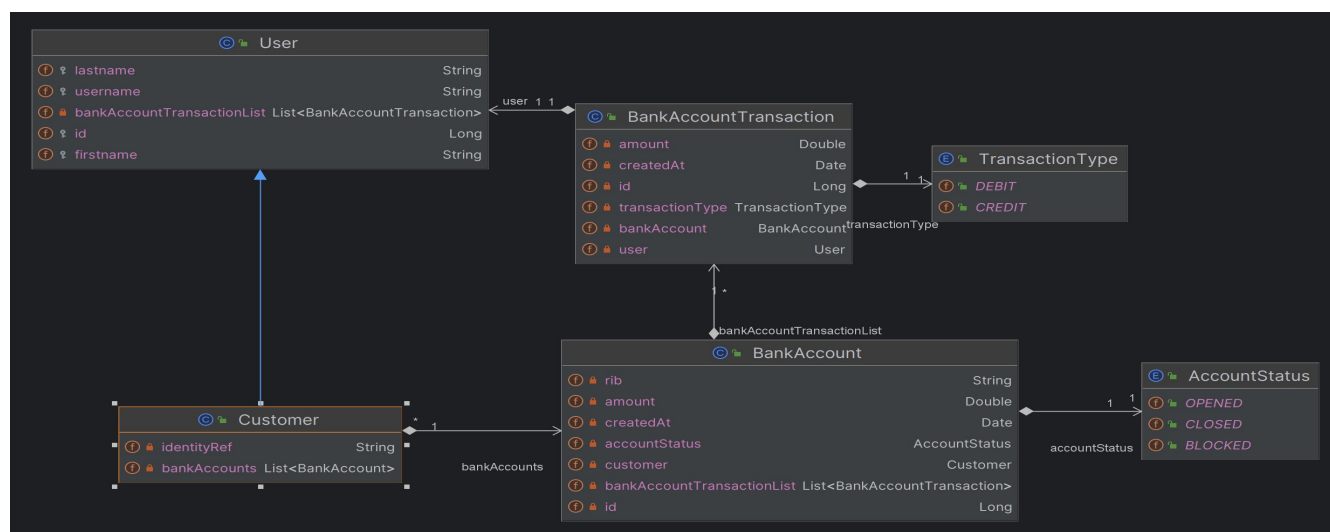 User
lastname String
username String
bankAccountTransactionList List<BankAccountTransaction>
id Long
firstname String
user 1 1
BankAccountTransaction
amount Double
createdAt Date
id Long
transactionType TransactionType
bankAccount BankAccount
user User
1 1
transactionType
TransactionType
DEBIT
CREDIT
1 *
bankAccountTransactionList
BankAccount
rib String
amount Double
createdAt Date
accountStatus AccountStatus
customer Customer
bankAccountTransactionList List<BankAccountTransaction>
id Long
1 1
accountStatus
AccountStatus
OPENED
CLOSED
BLOCKED
Customer
identityRef String
bankAccounts List<BankAccount>
* 1
bankAccounts